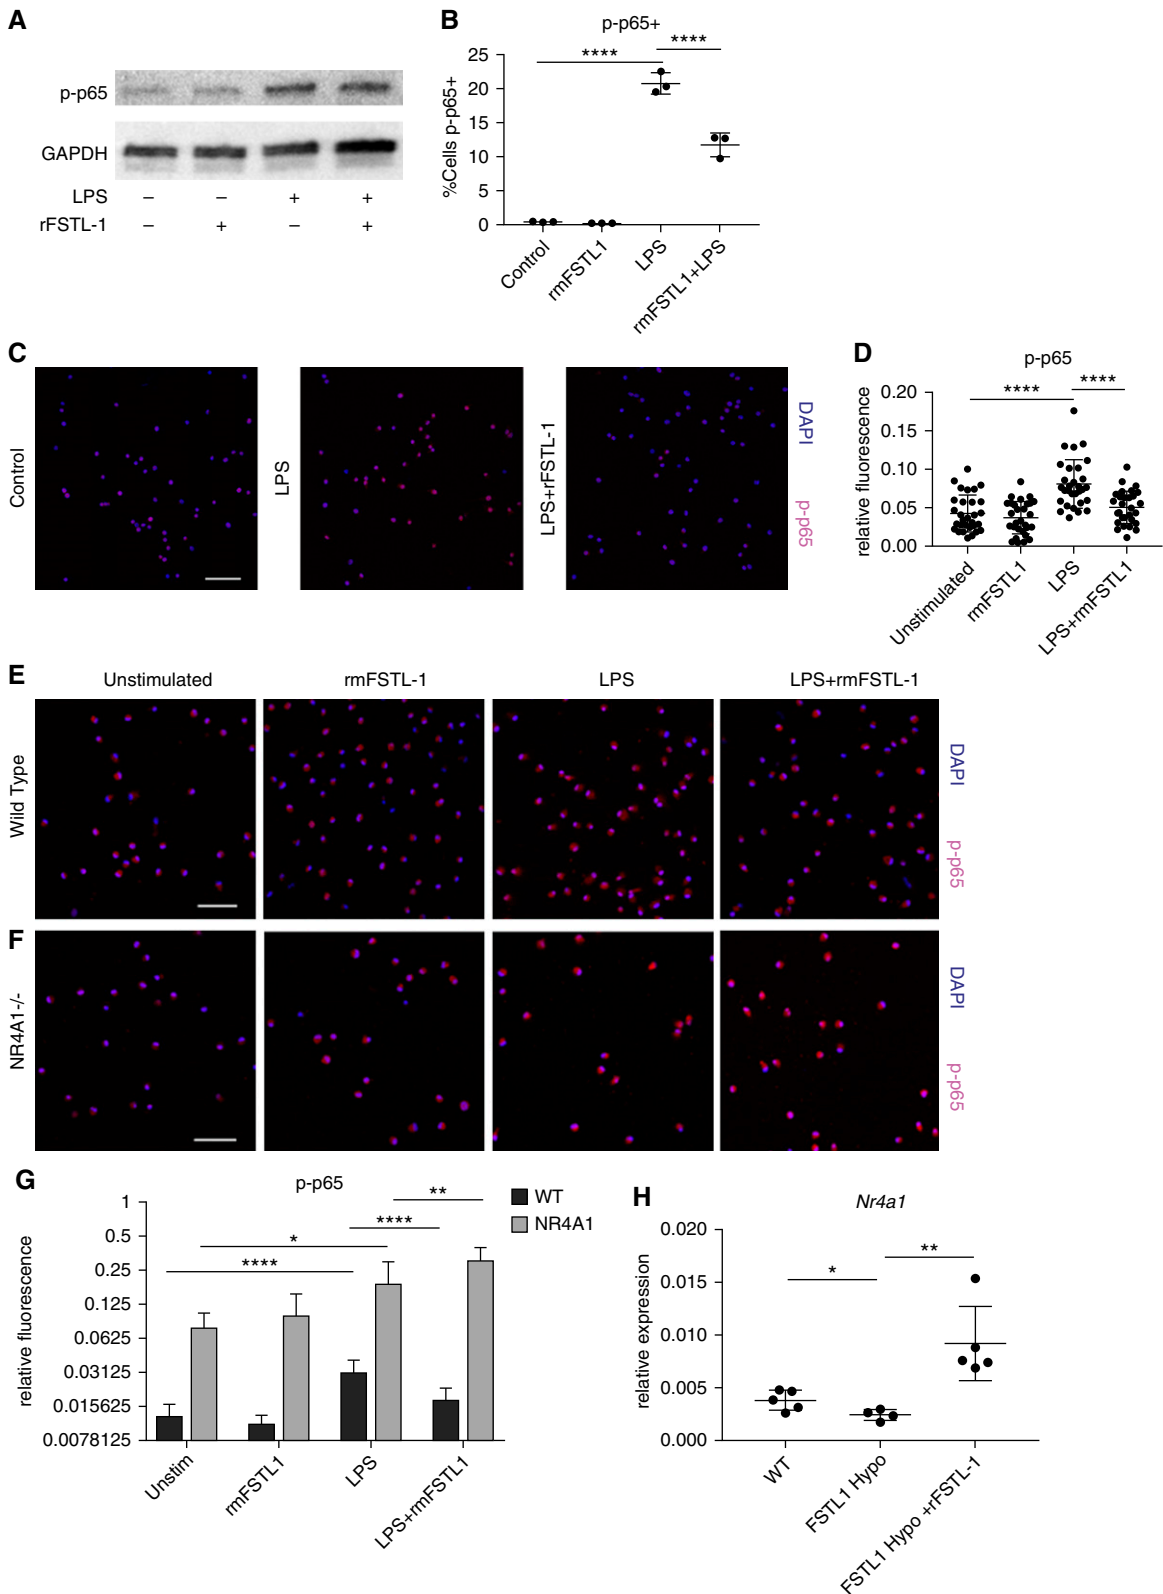 A
p-p65
GAPDH
LPS – – + +
rFSTL-1 – + – +
B
p-p65+
**** ****
%Cells p-p65+
25
20
15
10
5
0
Control
rmFSTL1
LPS
rmFSTL1+LPS
C
Control
LPS
LPS+rFSTL-1
DAPI
p-p65
D
p-p65
**** ****
relative fluorescence
0.20
0.15
0.10
0.05
0.00
Unstimulated
rmFSTL1
LPS
LPS+rmFSTL1
E
Unstimulated rmFSTL-1 LPS LPS+rmFSTL-1
Wild Type
DAPI
p-p65
F
NR4A1-/-
DAPI
p-p65
G
p-p65
WT
NR4A1
**
****
*
****
relative fluorescence
1
0.5
0.25
0.125
0.0625
0.03125
0.015625
0.0078125
Unstim
rmFSTL1
LPS
LPS+rmFSTL1
H
Nr4a1
* **
relative expression
0.020
0.015
0.010
0.005
0.000
WT
FSTL1 Hypo
FSTL1 Hypo +rFSTL-1